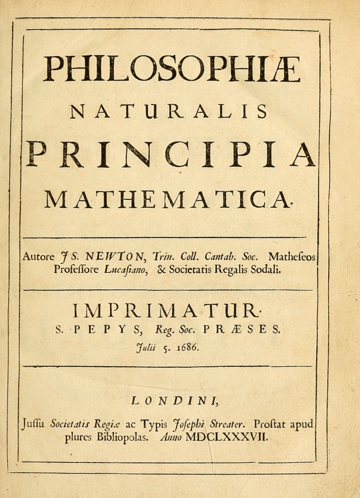 PHILOSOPHIÆ
NATURALIS
PRINCIPIA
MATHEMATICA.
Autore JS. NEWTON, Trin. Coll. Cantab. Soc. Matheseos
Professore Lucasiano, & Societatis Regalis Sodali.
IMPRIMATUR.
S. PEPYS, Reg. Soc. PRÆSES.
Julii 5. 1686.
LONDINI,
Jussu Societatis Regiæ ac Typis Josephi Streater. Prostat apud
plures Bibliopolas. Anno MDCLXXXVII.